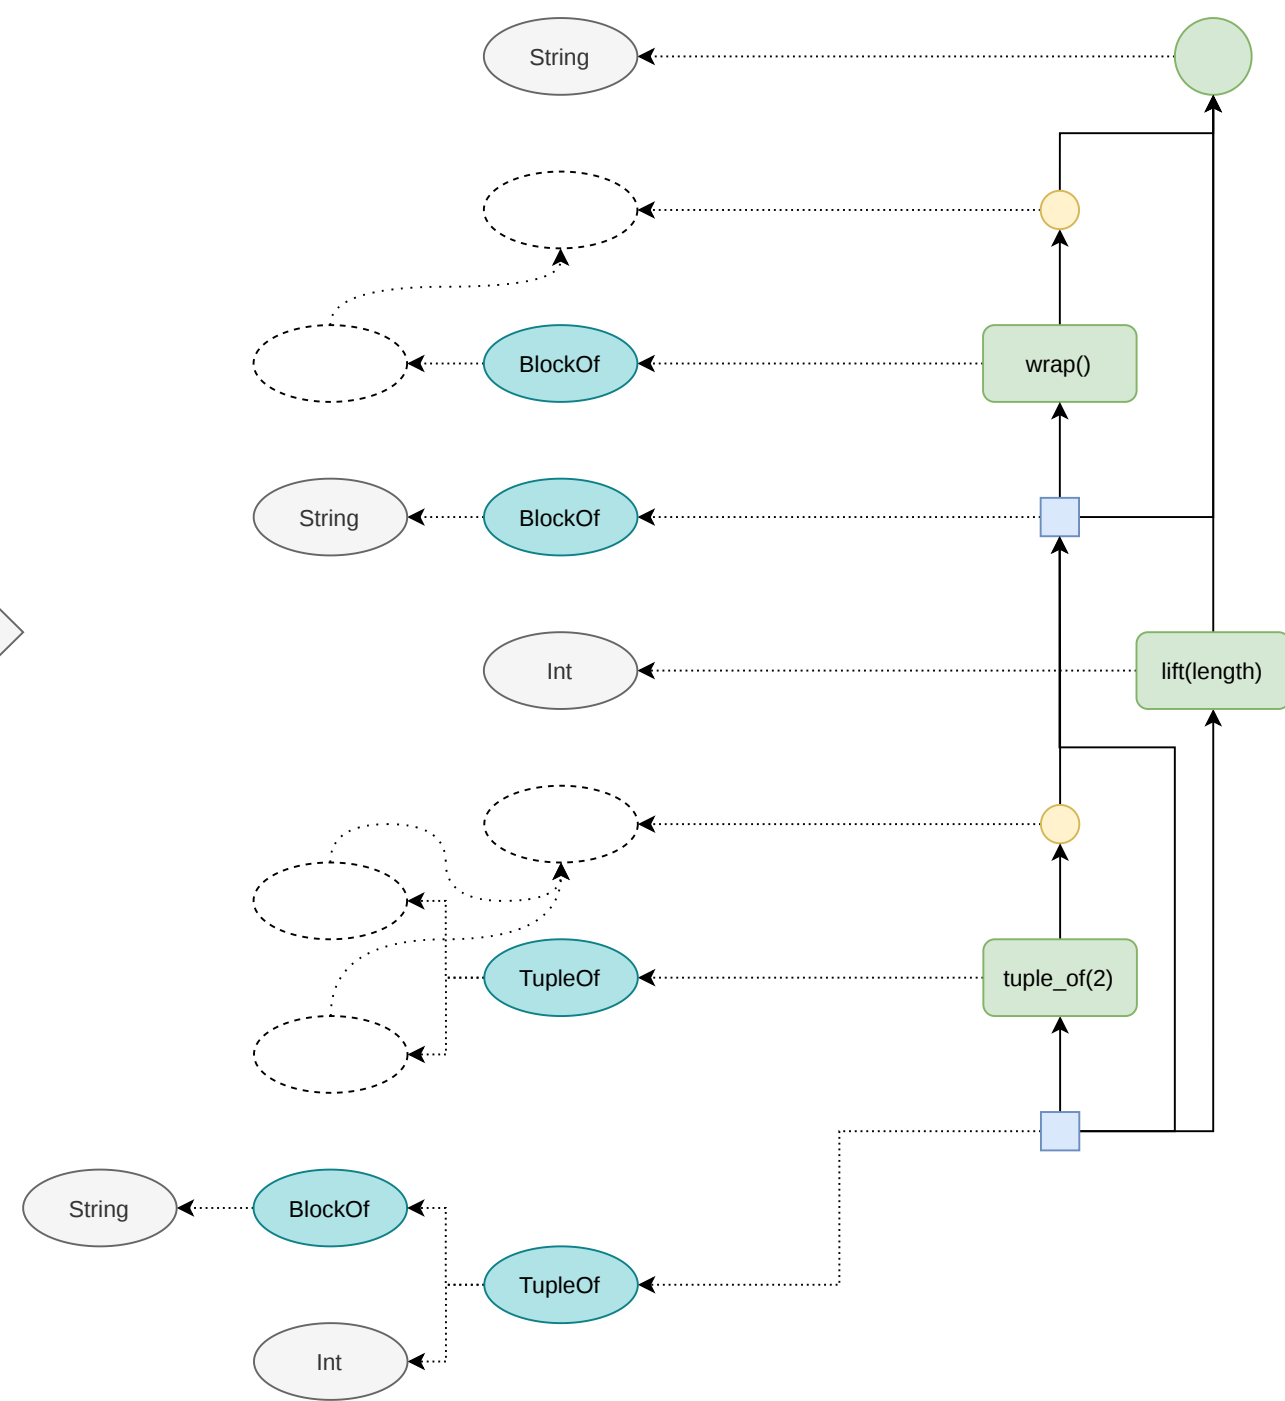 String
BlockOf
wrap()
String
BlockOf
Int
lift(length)
TupleOf
tuple_of(2)
String
BlockOf
TupleOf
Int